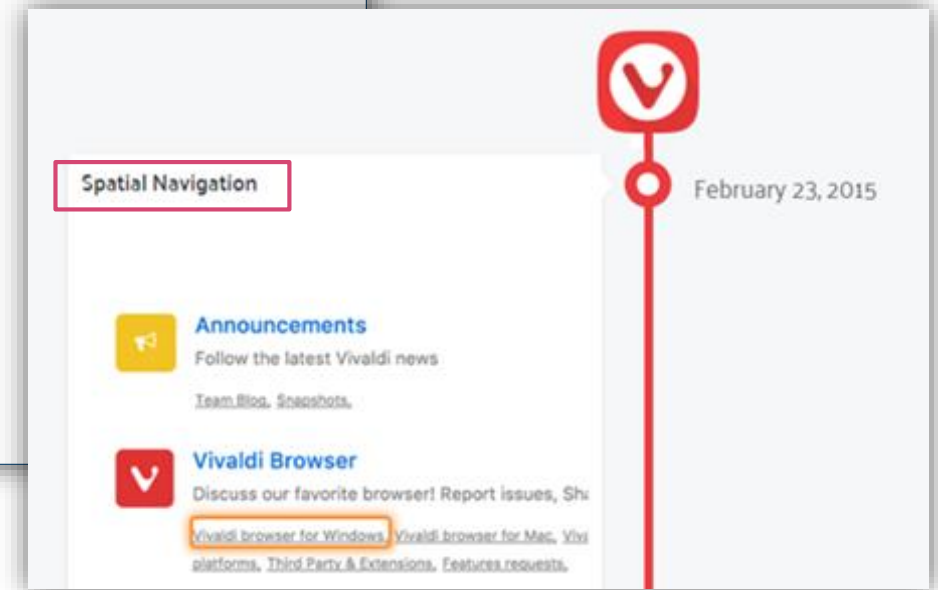 Spatial Navigation
February 23, 2015
Announcements
Follow the latest Vivaldi news
Team Blog, Snapshots,
Vivaldi Browser
Discuss our favorite browser! Report issues,
Vivaldi browser for Windows, Vivaldi browser for Mac,
platforms, Third Party & Extensions, Features requests,